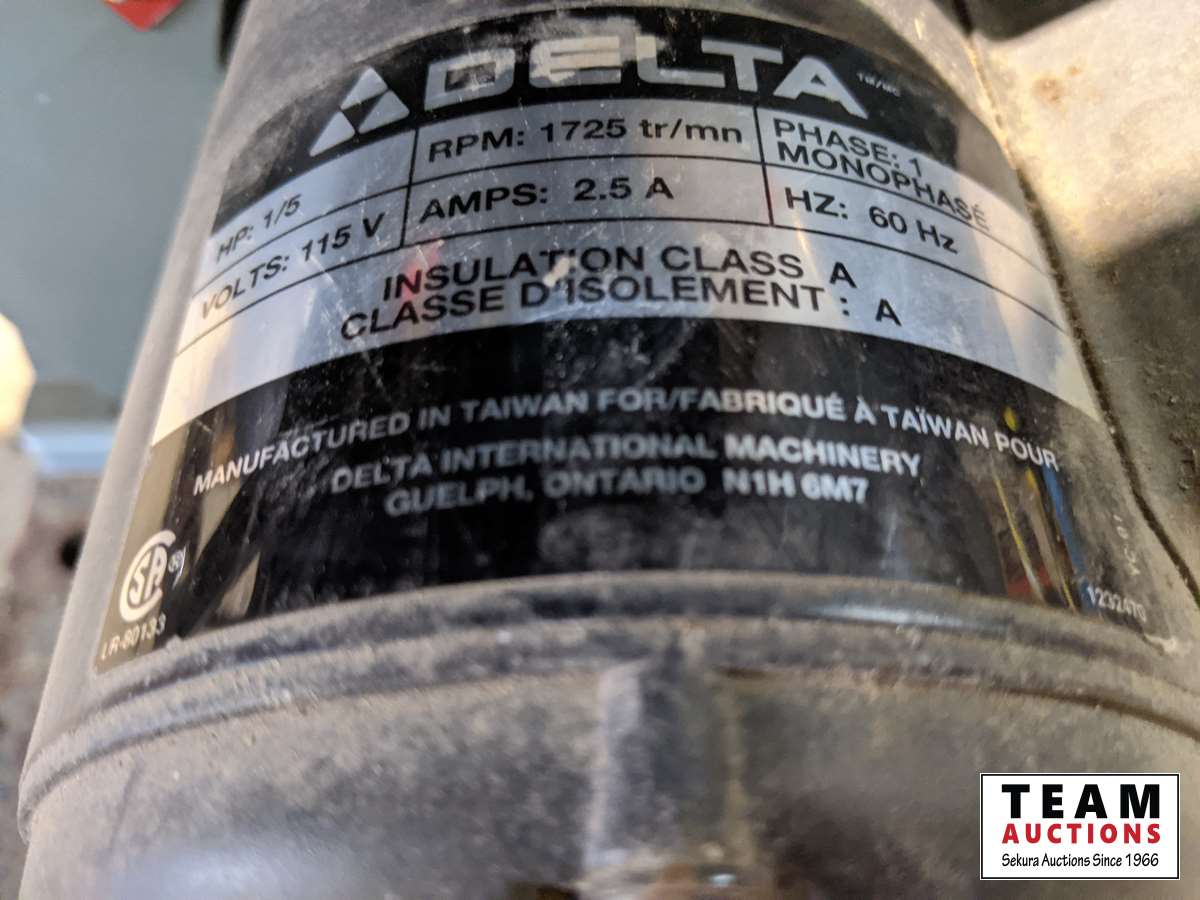 DELTA
HP: 1/5
RPM: 1725 tr/mn
PHASE: 1
MONOPHASÉ
VOLTS: 115 V
AMPS: 2.5 A
HZ: 60 Hz
INSULATION CLASS A
CLASSE D'ISOLEMENT : A
MANUFACTURED IN TAIWAN FOR/FABRIQUÉ À TAÏWAN POUR
DELTA INTERNATIONAL MACHINERY
GUELPH, ONTARIO N1H 6M7
LR-80133
TEAM
AUCTIONS
Sekura Auctions Since 1966